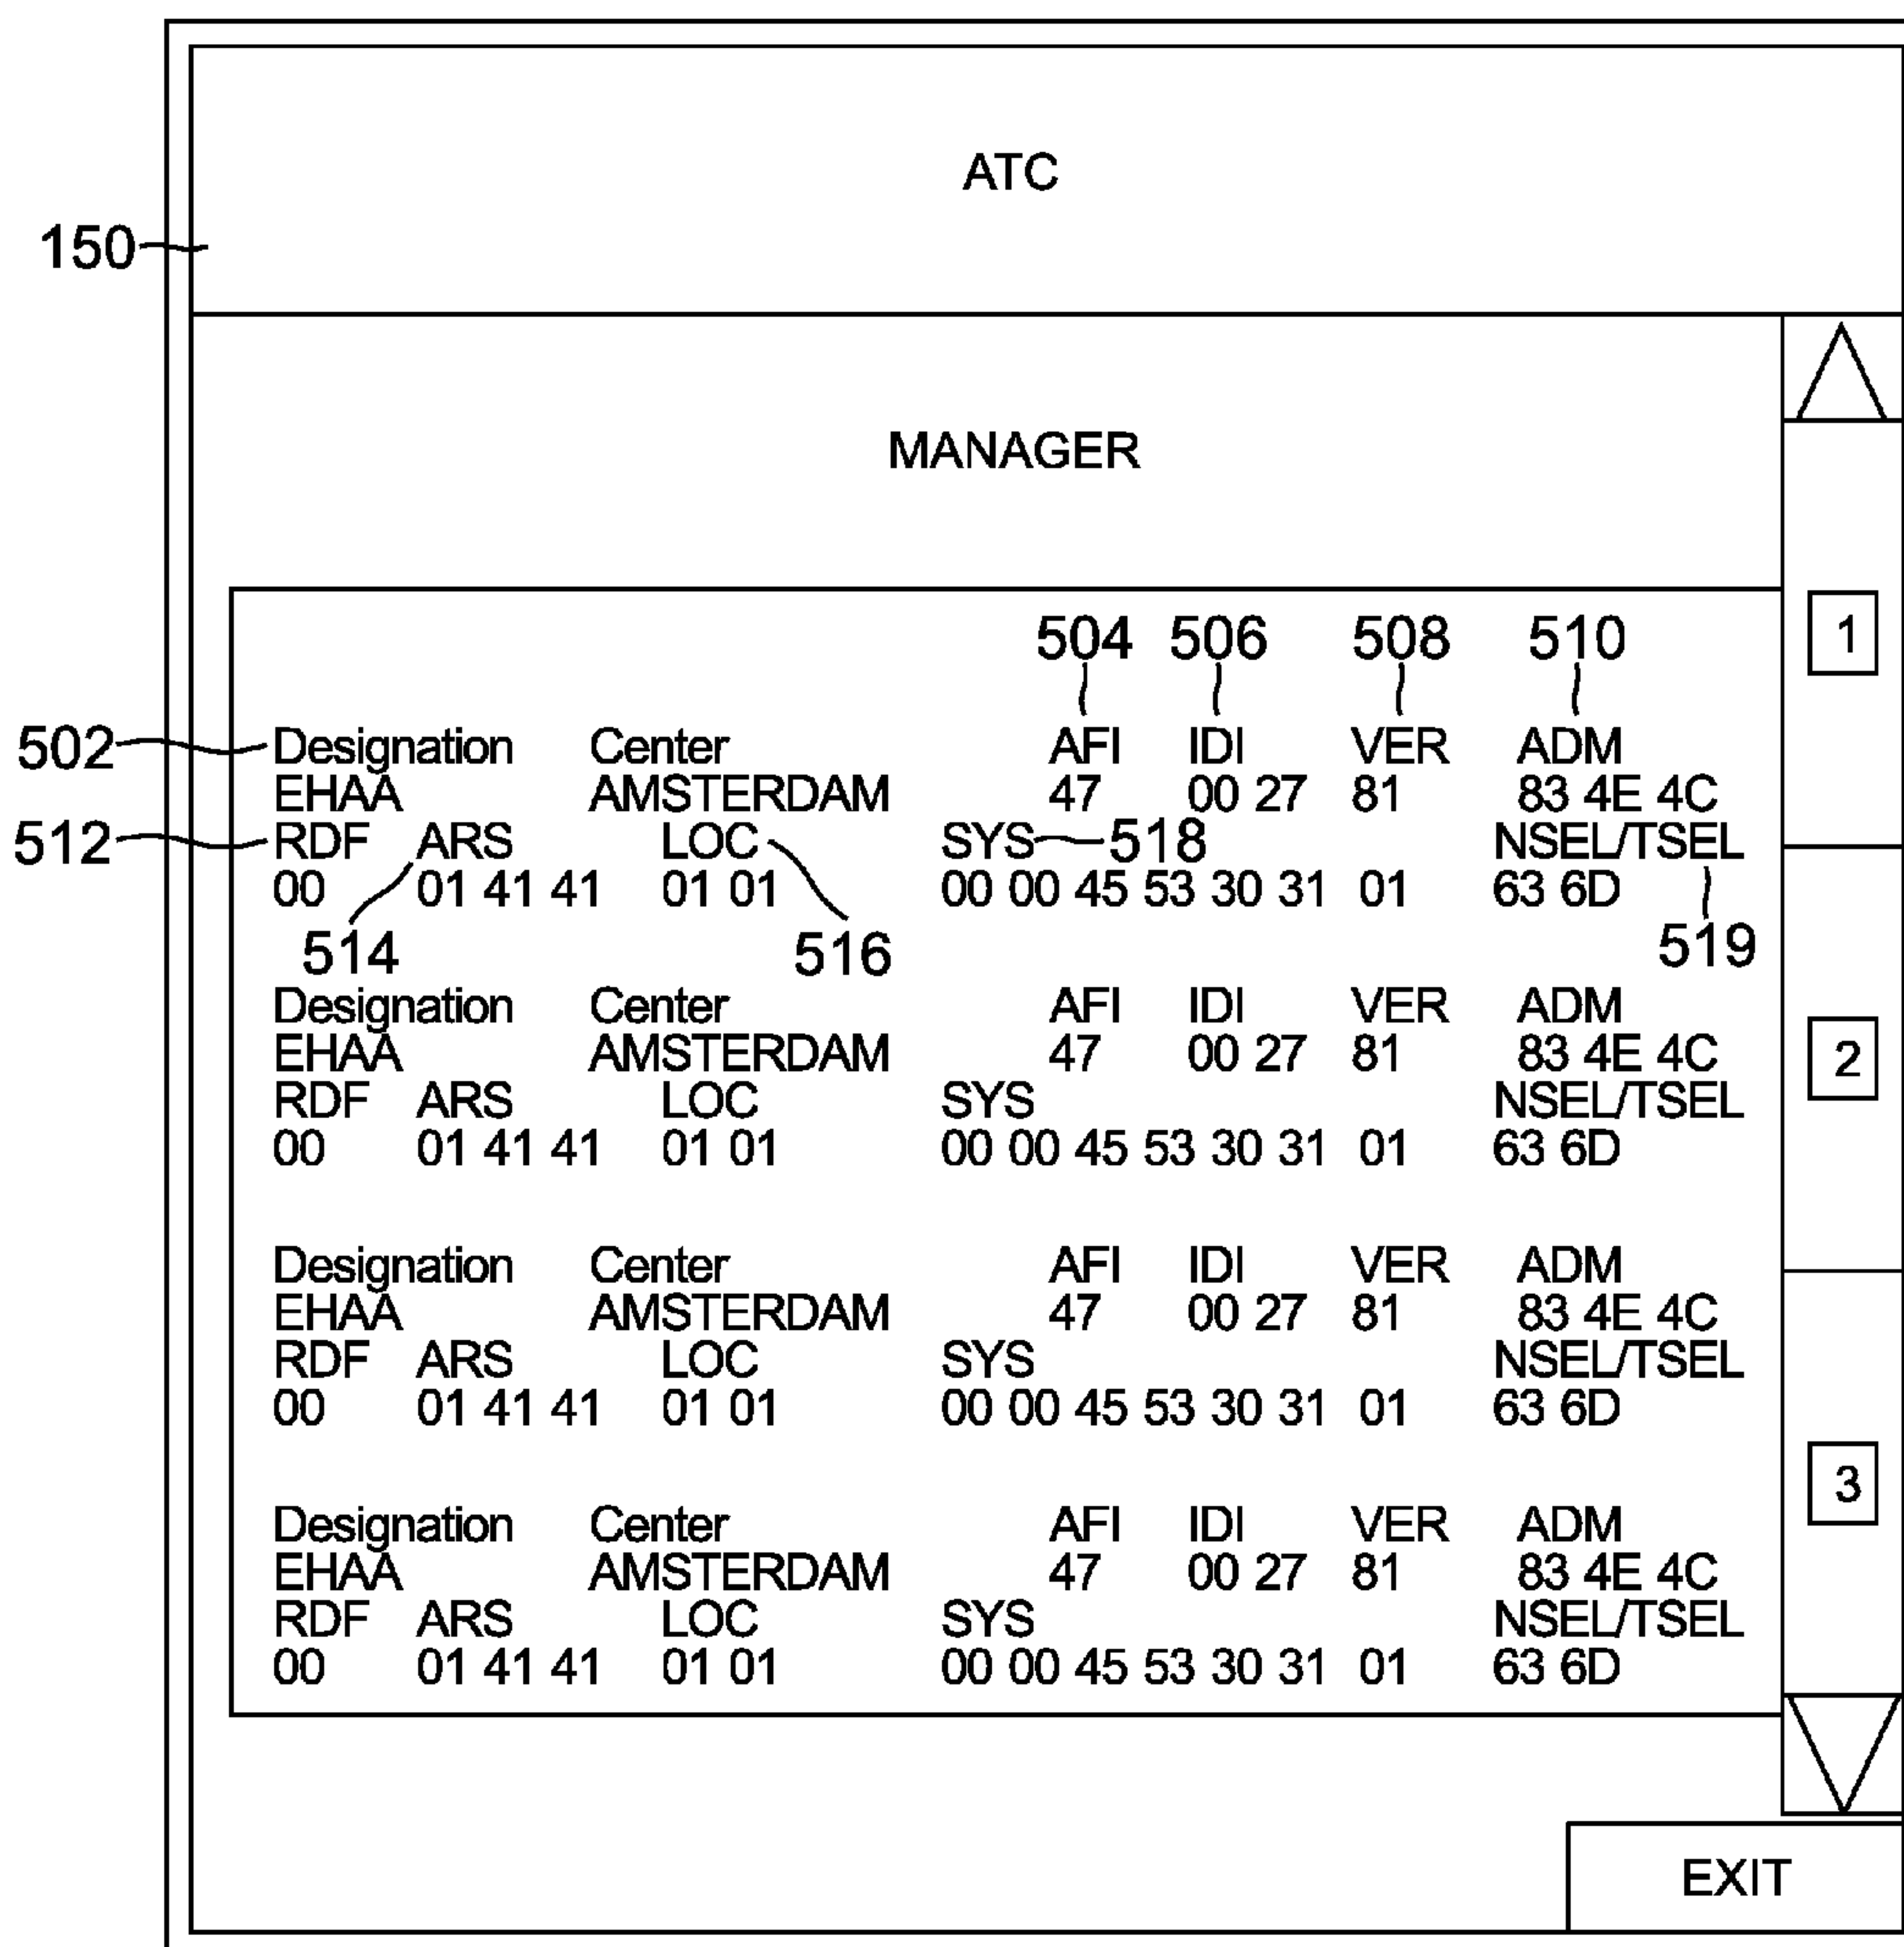 ATC
150
MANAGER
1
504 506 508 510
502 Designation Center AFI IDI VER ADM
EHAA AMSTERDAM 47 00 27 81 83 4E 4C
512 RDF ARS LOC SYS 518 NSEL/TSEL
00 01 41 41 01 01 00 00 45 53 30 31 01 63 6D
514 516 519
Designation Center AFI IDI VER ADM
EHAA AMSTERDAM 47 00 27 81 83 4E 4C
2
RDF ARS LOC SYS NSEL/TSEL
00 01 41 41 01 01 00 00 45 53 30 31 01 63 6D
Designation Center AFI IDI VER ADM
EHAA AMSTERDAM 47 00 27 81 83 4E 4C
RDF ARS LOC SYS NSEL/TSEL
00 01 41 41 01 01 00 00 45 53 30 31 01 63 6D
3
Designation Center AFI IDI VER ADM
EHAA AMSTERDAM 47 00 27 81 83 4E 4C
RDF ARS LOC SYS NSEL/TSEL
00 01 41 41 01 01 00 00 45 53 30 31 01 63 6D
EXIT